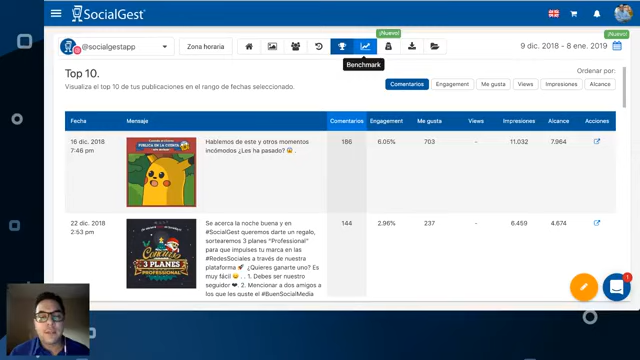 SocialGest
¡Nuevo!
¡Nuevo!
@socialgestapp
Zona horaria
9 dic. 2018 - 8 ene. 2019
Benchmark
Top 10.
Visualiza el top 10 de tus publicaciones en el rango de fechas seleccionado.
Ordenar por:
Comentarios
Engagement
Me gusta
Views
Impresiones
Alcance
Fecha
Mensaje
Comentarios
Engagement
Me gusta
Views
Impresiones
Alcance
Acciones
16 dic. 2018
7:46 pm
PUBLICA EN LA CUENTA
Hablemos de este y otros momentos
incómodos ¿Les ha pasado? 😱 .
186
6.05%
703
-
11.032
7.964
22 dic. 2018
2:53 pm
3 PLANES
PROFESSIONAL
Se acerca la noche buena y en
#SocialGest queremos darte un regalo,
sortearemos 3 planes "Professional"
para que impulses tu marca en las
#RedesSociales a través de nuestra
plataforma 🚀 ¿Quieres ganarte uno? Es
muy fácil 😊 . . 1. Debes ser nuestro
seguidor ❤. 2. Mencionar a dos amigos a
los que les guste el #BuenSocialMedia
144
2.96%
237
-
6.459
4.674
1